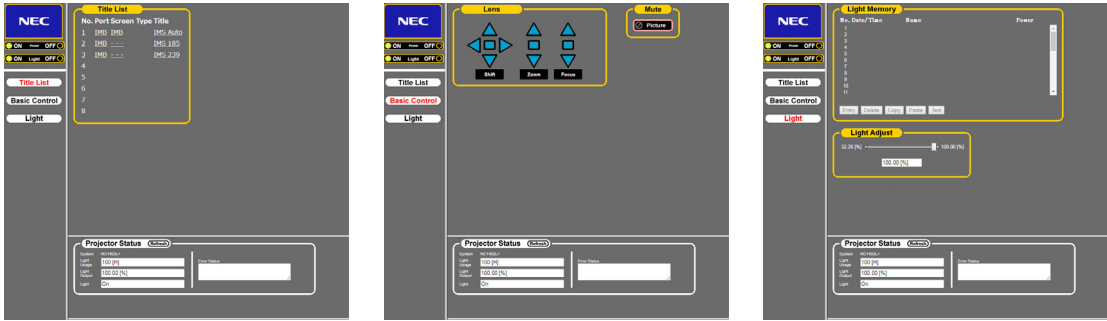 NEC
ON Power OFF
ON Light OFF
Title List
Basic Control
Light
Title List
No. Port Screen Type Title
1 IMB IMB IMS Auto
2 IMB - - - IMS 185
3 IMB - - - IMS 239
4
5
6
7
8
Projector Status Refresh
System NC1402L+
Light Usage 100 [H]
Light Output 100.00 [%]
Light On
Error Status
NEC
ON Power OFF
ON Light OFF
Title List
Basic Control
Light
Lens
Shift Zoom Focus
Mute
Picture
Projector Status Refresh
System NC1402L+
Light Usage 100 [H]
Light Output 100.00 [%]
Light On
Error Status
NEC
ON Power OFF
ON Light OFF
Title List
Basic Control
Light
Light Memory
No. Date/Time Name Power
1
2
3
4
5
6
7
8
9
10
11
Entry Delete Copy Paste Test
Light Adjust
32.26 [%] 100.00 [%]
100.00 [%]
Projector Status Refresh
System NC1402L+
Light Usage 100 [H]
Light Output 100.00 [%]
Light On
Error Status